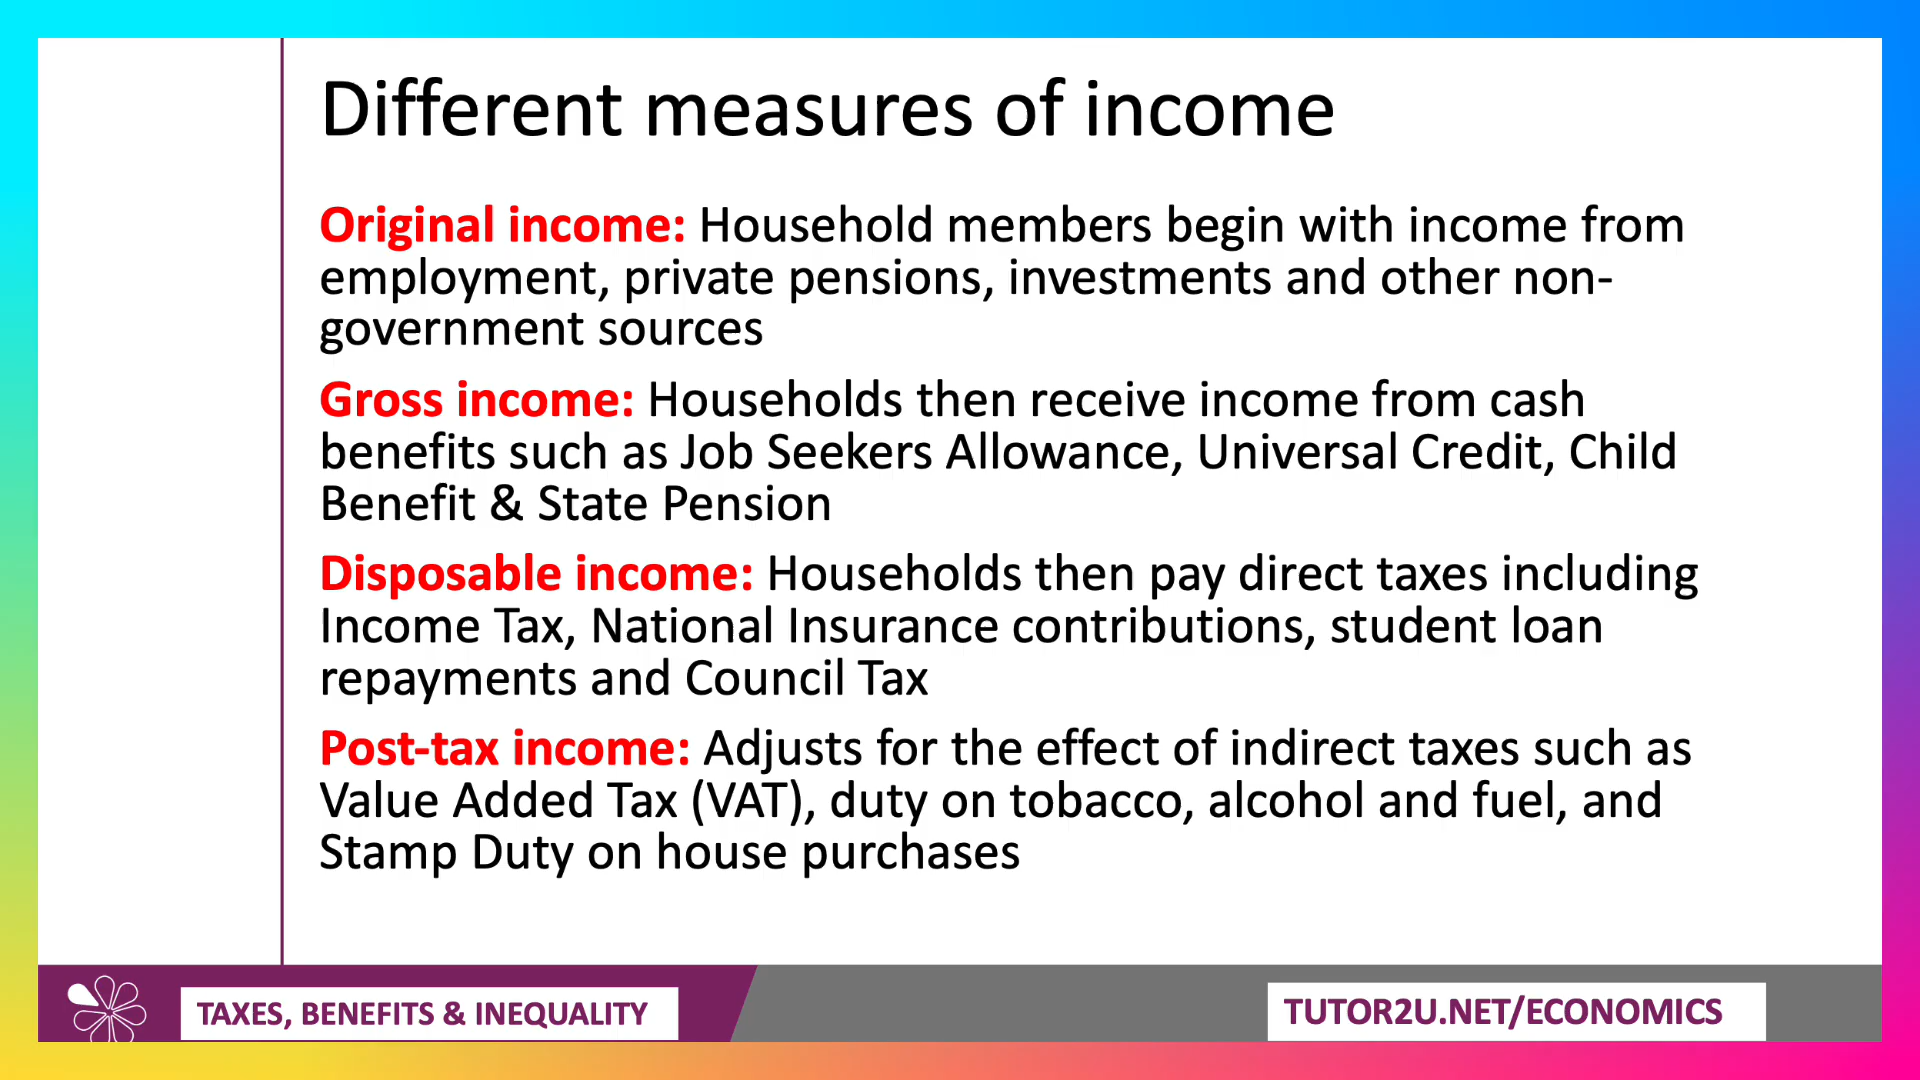 Different measures of income
Original income: Household members begin with income from
employment, private pensions, investments and other non-
government sources
Gross income: Households then receive income from cash
benefits such as Job Seekers Allowance, Universal Credit, Child
Benefit & State Pension
Disposable income: Households then pay direct taxes including
Income Tax, National Insurance contributions, student loan
repayments and Council Tax
Post-tax income: Adjusts for the effect of indirect taxes such as
Value Added Tax (VAT), duty on tobacco, alcohol and fuel, and
Stamp Duty on house purchases
TAXES, BENEFITS & INEQUALITY
TUTOR2U.NET/ECONOMICS